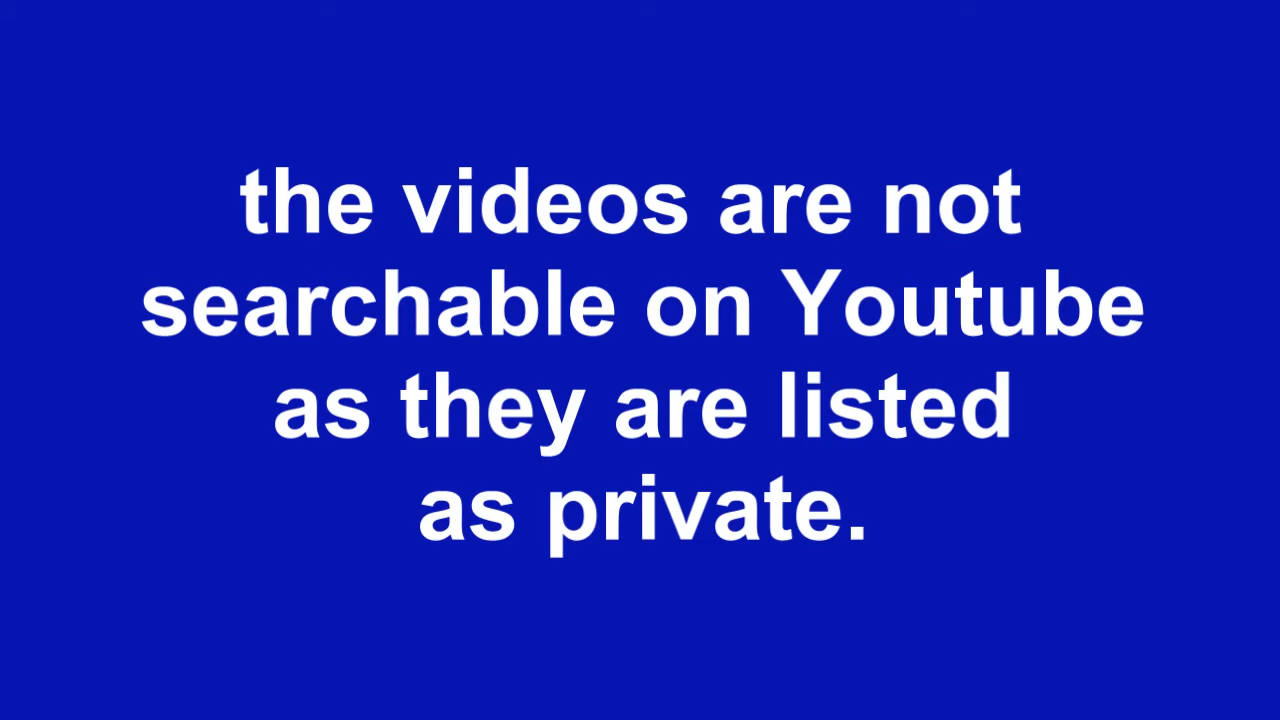 the videos are not
searchable on Youtube
as they are listed
as private.